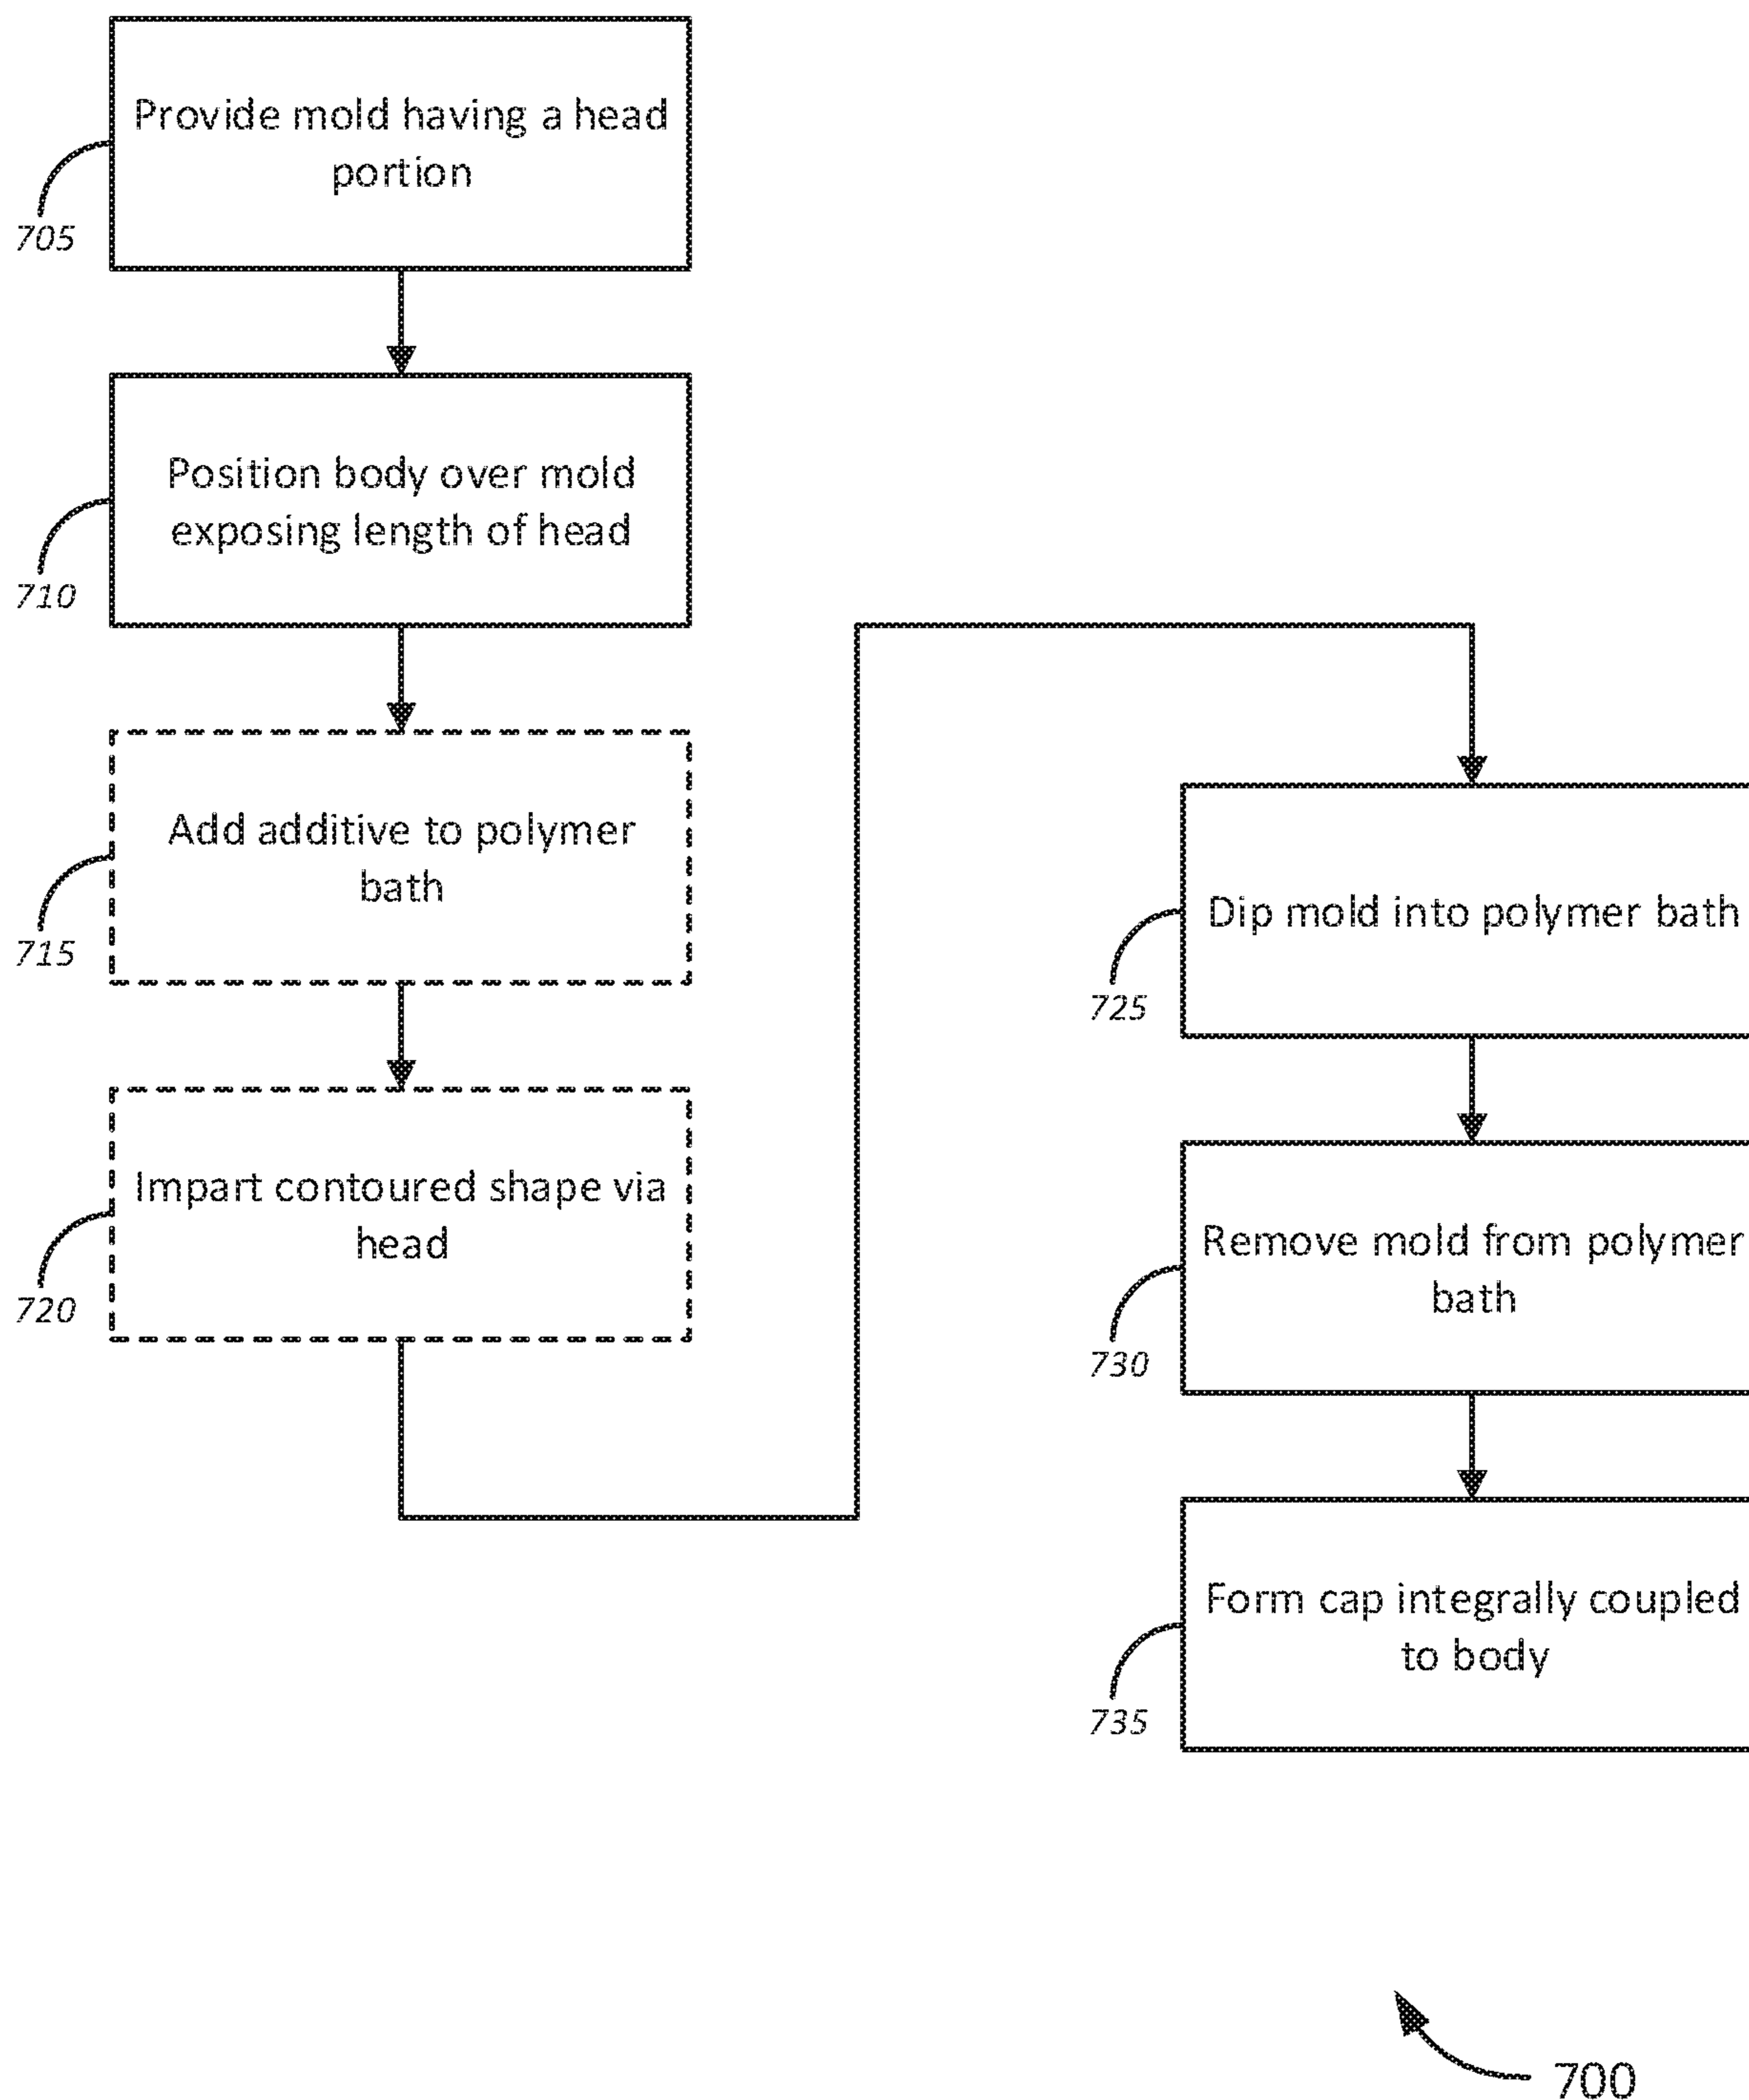 Provide mold having a head
portion
705
Position body over mold
exposing length of head
710
Add additive to polymer
bath
715
Impart contoured shape via
head
720
Dip mold into polymer bath
725
Remove mold from polymer
bath
730
Form cap integrally coupled
to body
735
700